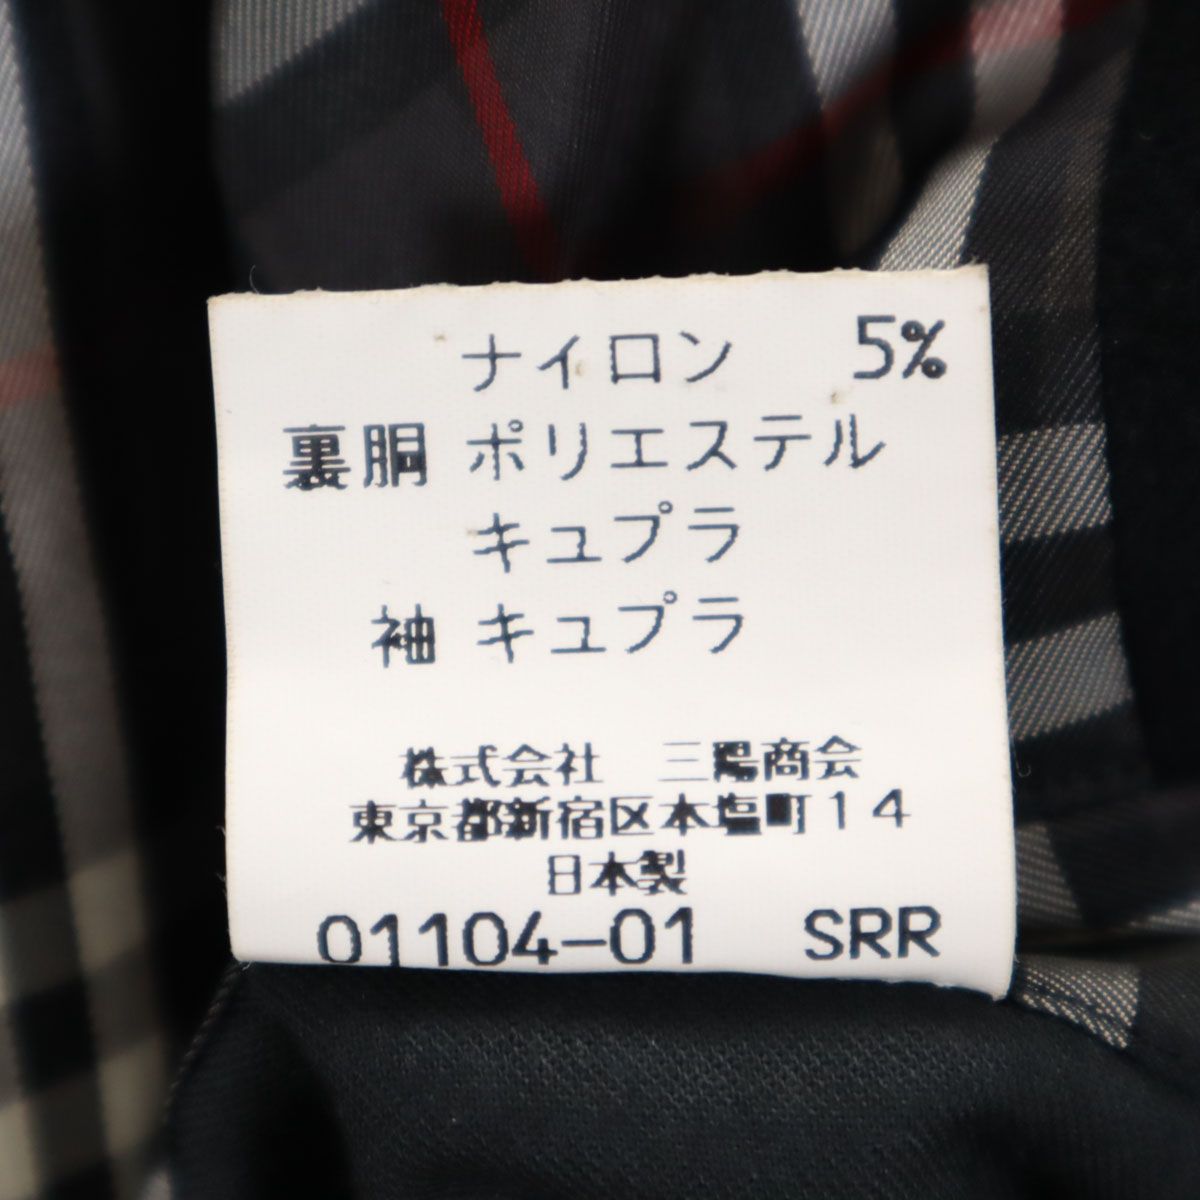 ナイロン 5%
裏胴 ポリエステル
キュプラ
袖 キュプラ
株式会社 三陽商会
東京都新宿区本塩町14
日本製
01104-01 SRR